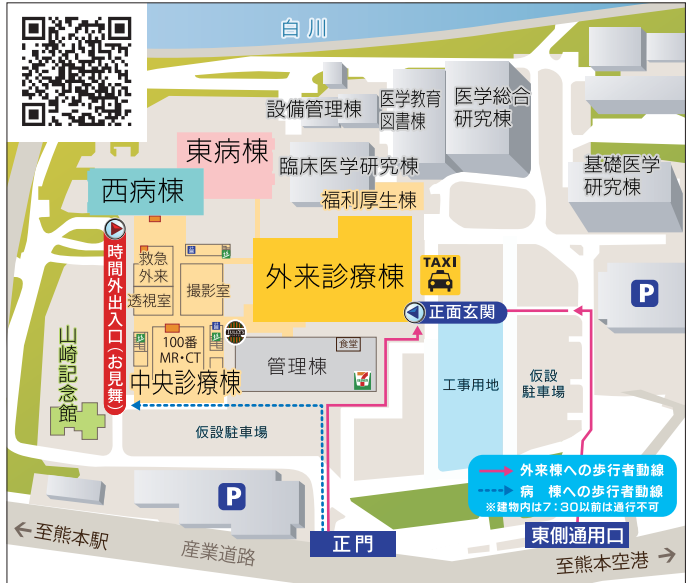 白川
設備管理棟
医学教育
図書棟
医学総合
研究棟
東病棟
臨床医学研究棟
基礎医学
研究棟
西病棟
福利厚生棟
救急
外来
透視室
撮影室
外来診療棟
TAXI
P
時間外出入口(お見舞)
正面玄関
100番
MR・CT
食堂
管理棟
7
中央診療棟
山崎記念館
工事用地
仮設
駐車場
仮設駐車場
外来棟への歩行者動線
病 棟への歩行者動線
※建物内は7:30以前は通行不可
P
正門
東側通用口
至熊本駅
産業道路
至熊本空港